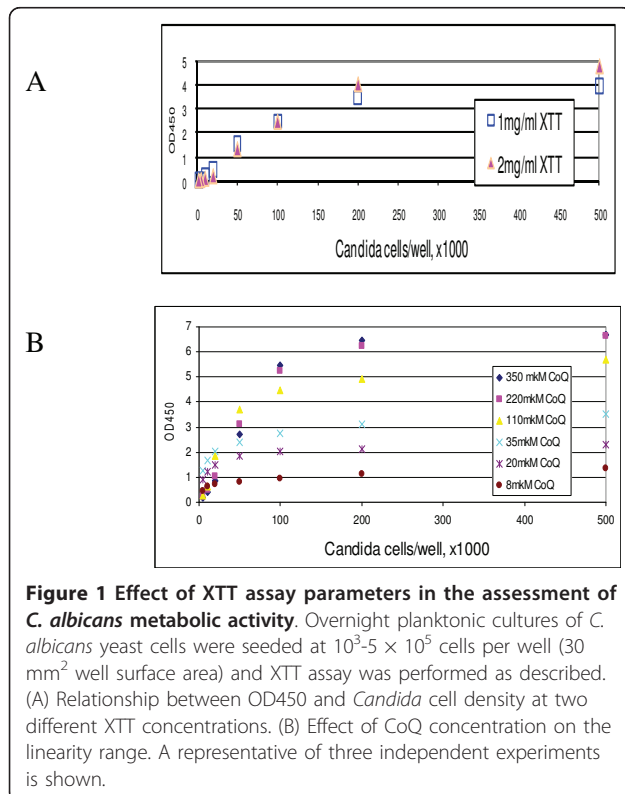 A
5
4
3
2
1
0
OD450
1mg/ml XTT
2mg/ml XTT
0 50 100 150 200 250 300 350 400 450 500
Candida cells/well, x1000
B
7
6
5
4
3
2
1
0
OD450
350 mkM CoQ
220mkM CoQ
110mkM CoQ
35mkM CoQ
20mkM CoQ
8mkM CoQ
0 100 200 300 400 500
Candida cells/well, x1000
Figure 1 Effect of XTT assay parameters in the assessment of
C. albicans metabolic activity. Overnight planktonic cultures of C.
albicans yeast cells were seeded at 10³-5 × 10⁵ cells per well (30
mm² well surface area) and XTT assay was performed as described.
(A) Relationship between OD450 and Candida cell density at two
different XTT concentrations. (B) Effect of CoQ concentration on the
linearity range. A representative of three independent experiments
is shown.